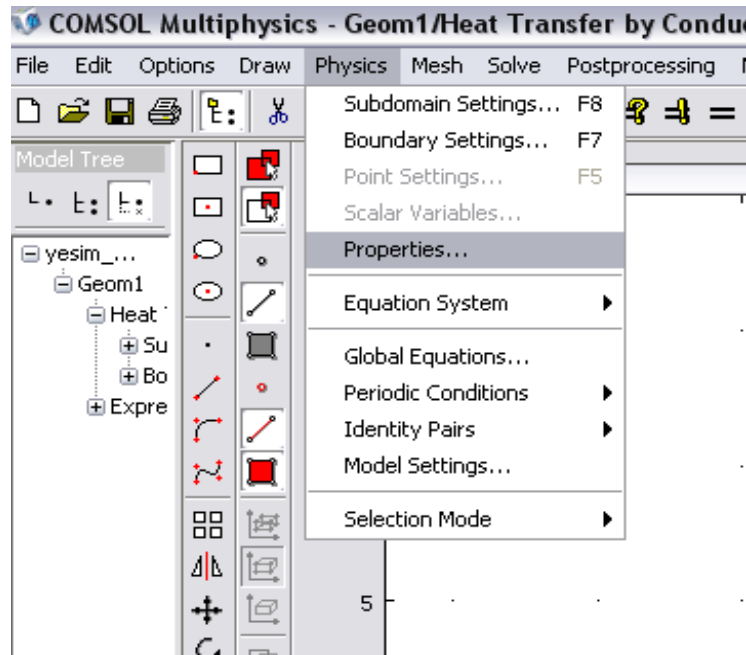 COMSOL Multiphysics - Geom1/Heat Transfer by
File Edit Options Draw Physics Mesh Solve Postprocessing
Model Tree
yesim_...
Geom1
Heat
Su
Bo
Expre
Subdomain Settings... F8
Boundary Settings... F7
Point Settings... F5
Scalar Variables...
Properties...
Equation System
Global Equations...
Periodic Conditions
Identity Pairs
Model Settings...
Selection Mode
5